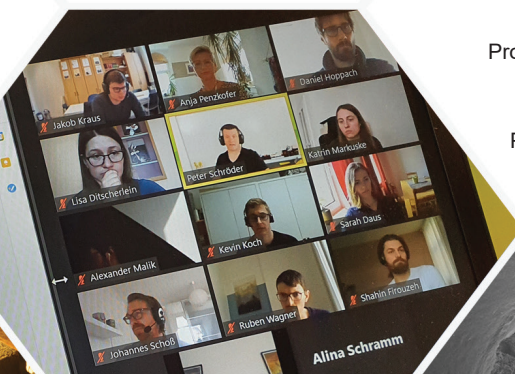 Pro
Jakob Kraus
Anja Penzkofer
Daniel Hoppach
Lisa Ditscherlein
Peter Schröder
Katrin Markuske
Alexander Malik
Kevin Koch
Sarah Daus
Johannes Schoß
Ruben Wagner
Shahin Firouzeh
Alina Schramm